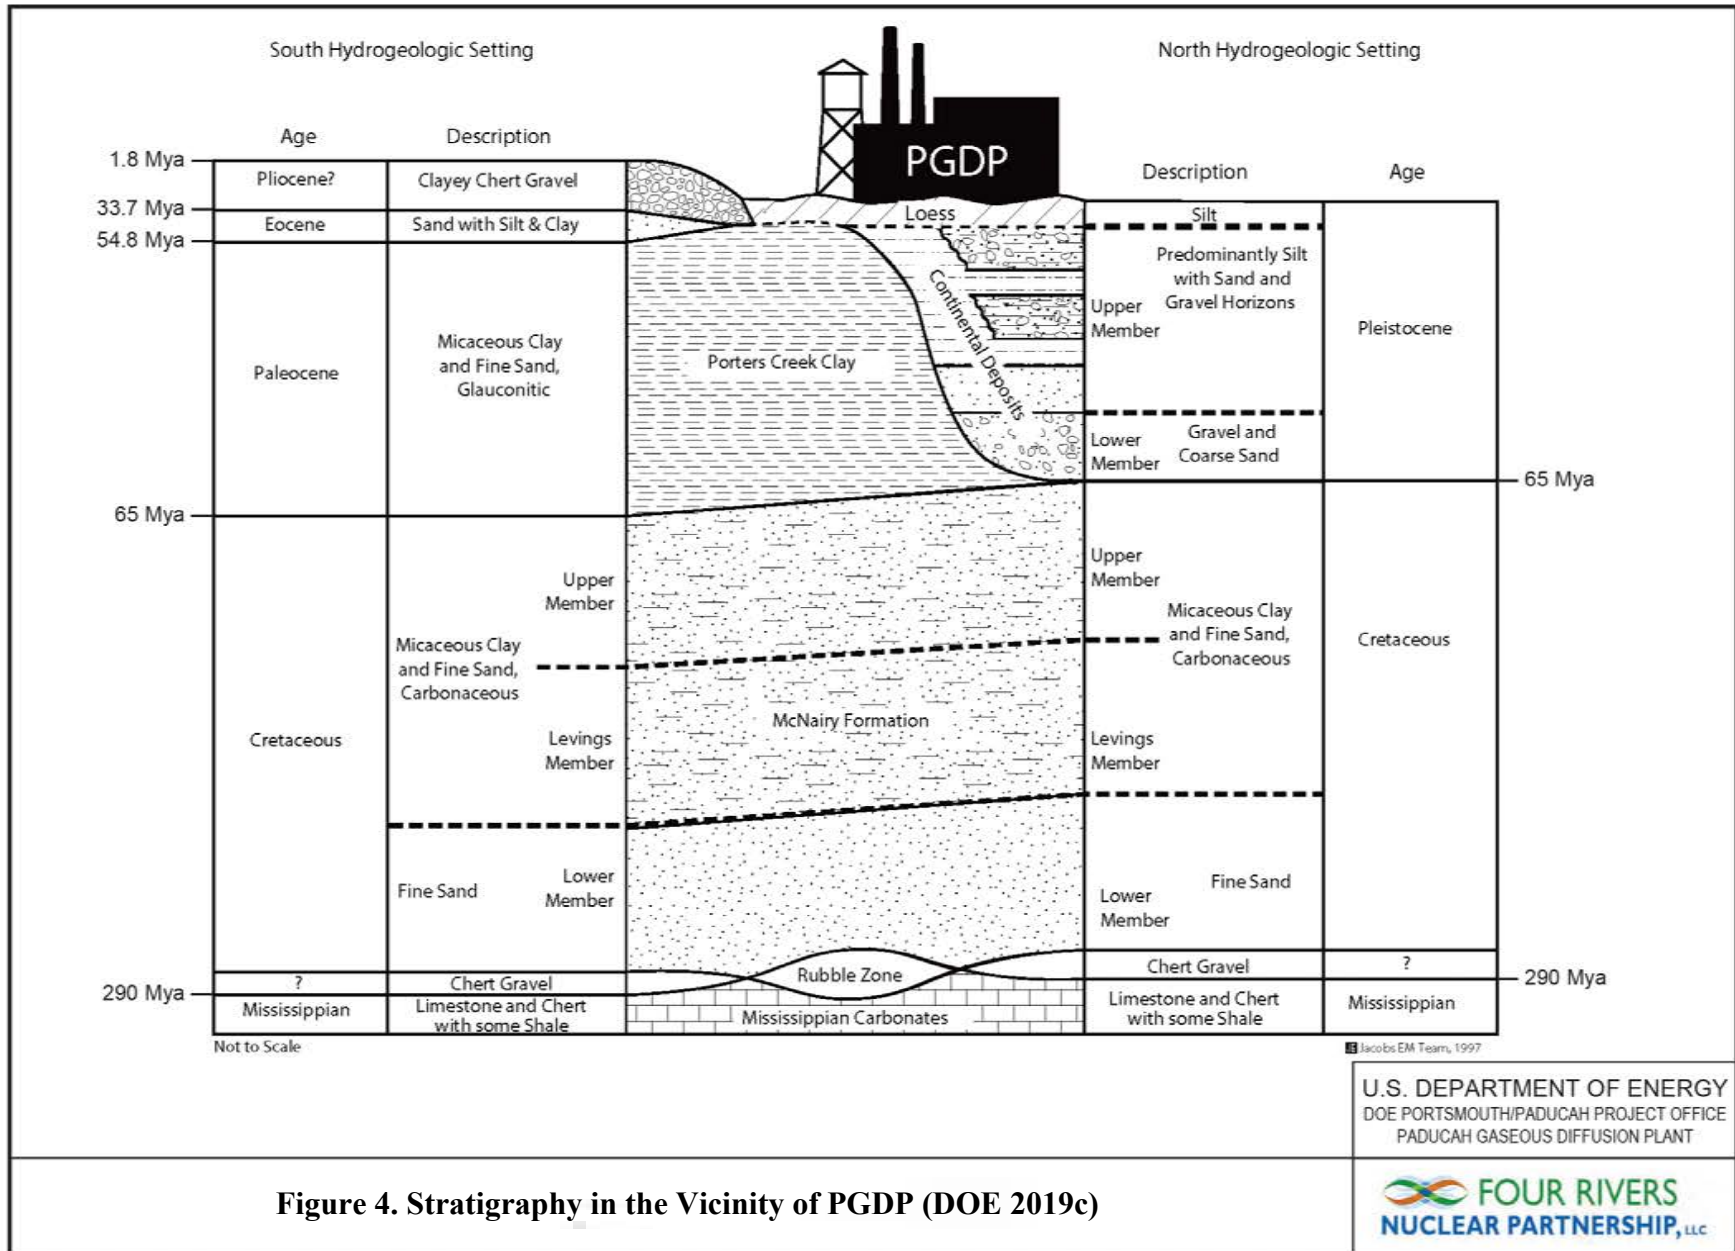 South Hydrogeologic Setting
North Hydrogeologic Setting
PGDP
Age
Description
1.8 Mya
Pliocene?
Clayey Chert Gravel
33.7 Mya
Eocene
Sand with Silt & Clay
54.8 Mya
Paleocene
Micaceous Clay
and Fine Sand,
Glauconitic
65 Mya
Upper
Member
Micaceous Clay
and Fine Sand,
Carbonaceous
Cretaceous
Levings
Member
Fine Sand
Lower
Member
?
Chert Gravel
290 Mya
Mississippian
Limestone and Chert
with some Shale
Not to Scale
Loess
Porters Creek Clay
Continental Deposits
McNairy Formation
Rubble Zone
Mississippian Carbonates
Description
Age
Silt
Predominantly Silt
with Sand and
Gravel Horizons
Upper
Member
Pleistocene
Lower
Member
Gravel and
Coarse Sand
65 Mya
Upper
Member
Micaceous Clay
and Fine Sand,
Carbonaceous
Cretaceous
Levings
Member
Fine Sand
Lower
Member
Chert Gravel
?
290 Mya
Limestone and Chert
with some Shale
Mississippian
Jacobs EM Team, 1997
U.S. DEPARTMENT OF ENERGY
DOE PORTSMOUTH/PADUCAH PROJECT OFFICE
PADUCAH GASEOUS DIFFUSION PLANT
Figure 4. Stratigraphy in the Vicinity of PGDP (DOE 2019c)
FOUR RIVERS
NUCLEAR PARTNERSHIP, LLC